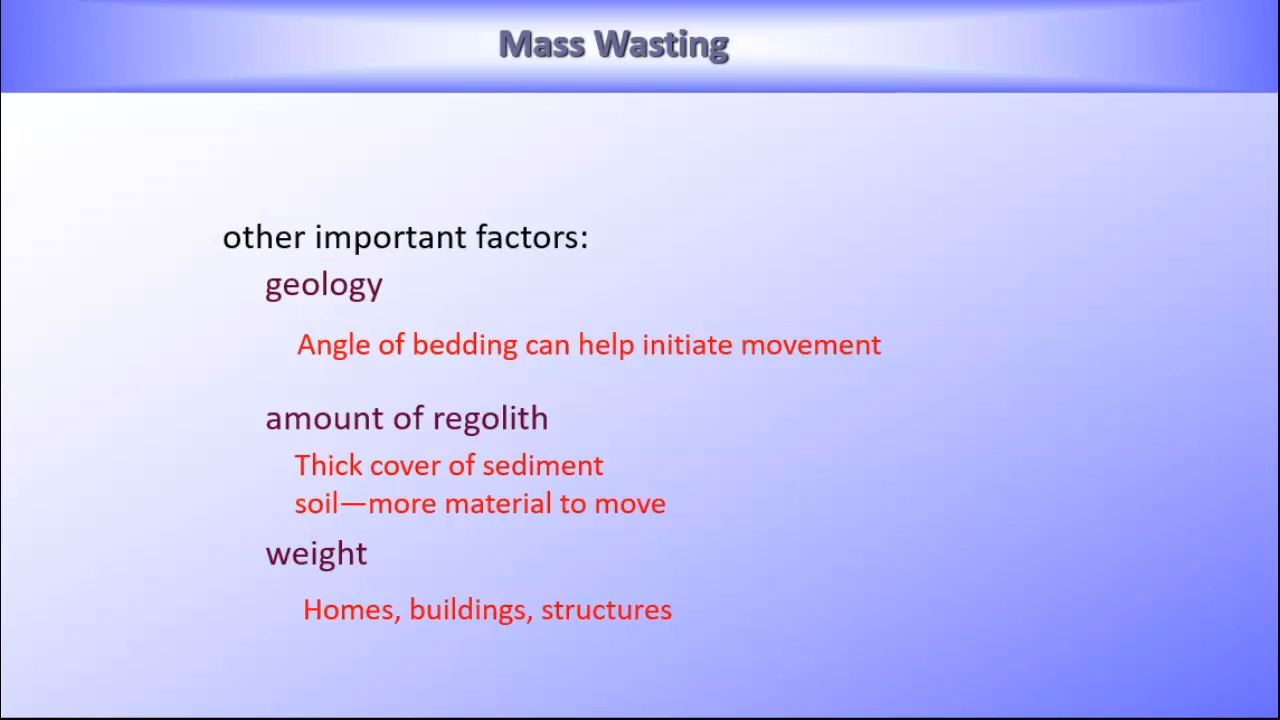 Mass Wasting
other important factors:
geology
Angle of bedding can help initiate movement
amount of regolith
Thick cover of sediment
soil—more material to move
weight
Homes, buildings, structures